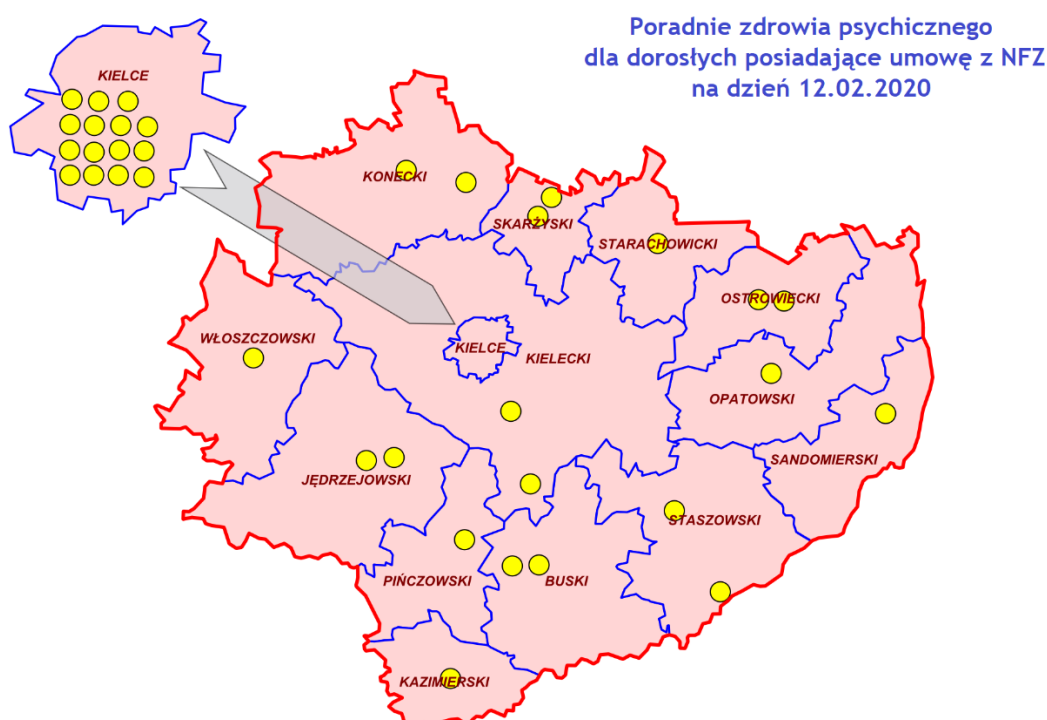 Poradnie zdrowia psychicznego
dla dorosłych posiadające umowę z NFZ
na dzień 12.02.2020
KIELCE
KONECKI
SKARŻYSKI
STARACHOWICKI
OSTROWIECKI
WŁOSZCZOWSKI
KIELCE
KIELECKI
OPATOWSKI
SANDOMIERSKI
JĘDRZEJOWSKI
STASZOWSKI
PIŃCZOWSKI
BUSKI
KAZIMIERSKI